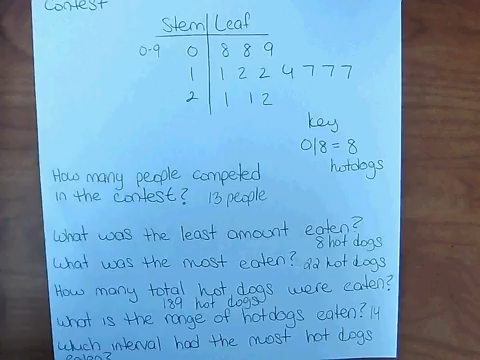 Contest
Stem Leaf
0-9 0 8 8 9
1 1 2 2 4 7 7 7
2 1 1 2
Key
0|8 = 8
hotdogs
How many people competed
in the contest? 13 people
What was the least amount eaten?
8 hot dogs
What was the most eaten? 22 hot dogs
How many total hot dogs were eaten?
189 hot dogs
What is the range of hotdogs eaten? 14
Which interval had the most hot dogs
eaten?